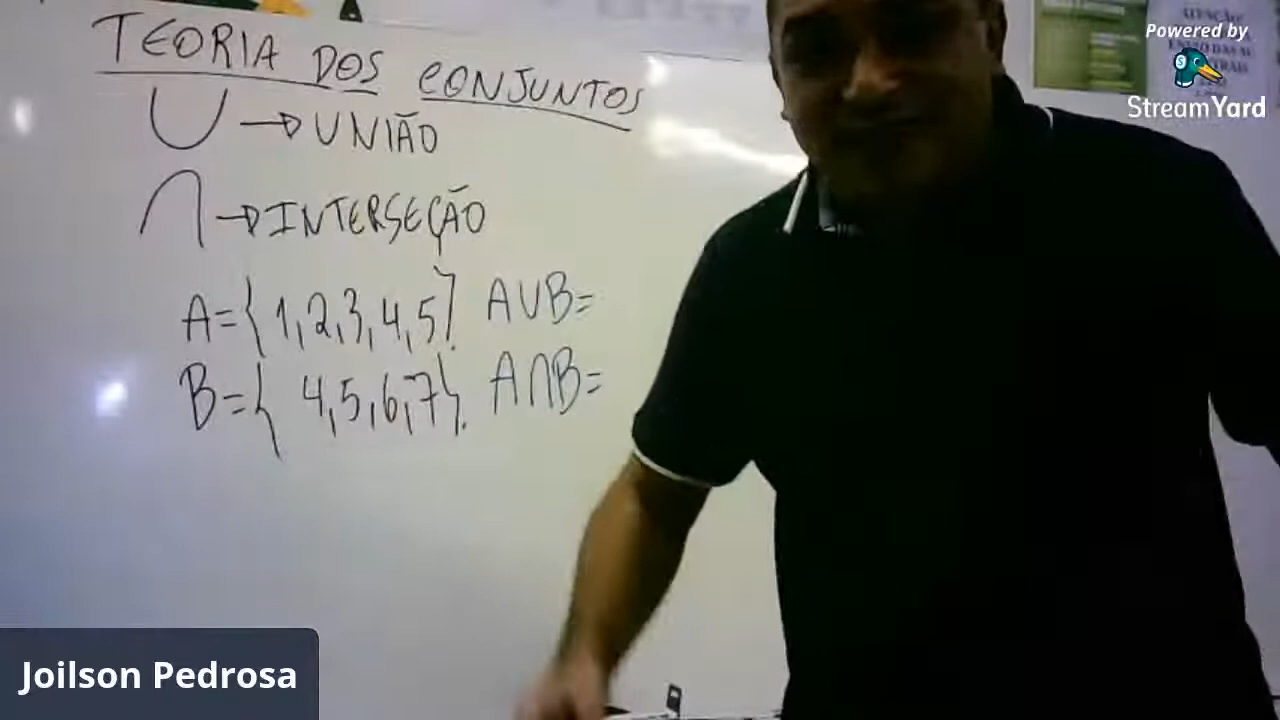 TEORIA DOS CONJUNTOS
∪ → UNIÃO
∩ → INTERSEÇÃO
A={1,2,3,4,5}. A∪B=
B={ 4,5,6,7}. A∩B=
Powered by
StreamYard
Joilson Pedrosa